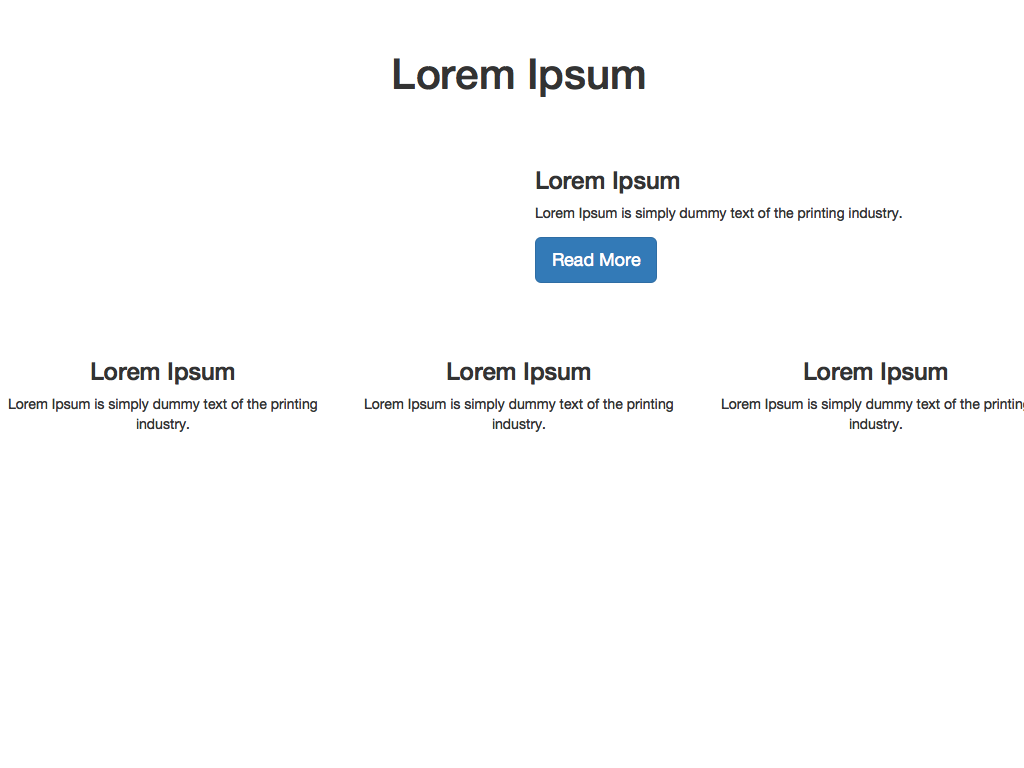 Lorem Ipsum
Lorem Ipsum
Lorem Ipsum is simply dummy text of the printing industry.
Read More
Lorem Ipsum
Lorem Ipsum is simply dummy text of the printing
industry.
Lorem Ipsum
Lorem Ipsum is simply dummy text of the printing
industry.
Lorem Ipsum
Lorem Ipsum is simply dummy text of the printing
industry.